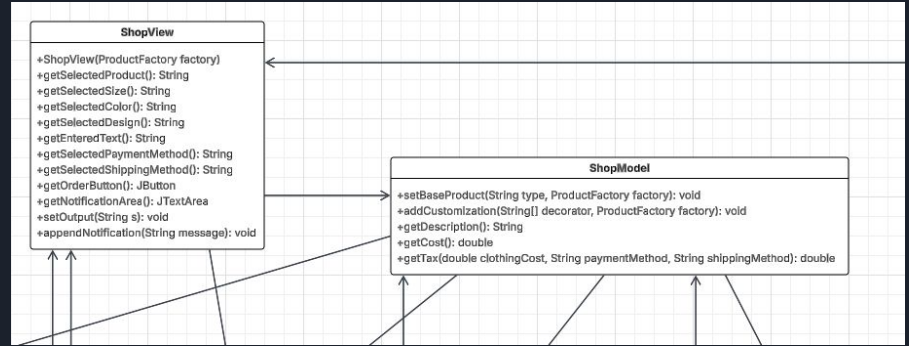 ShopView
+ShopView(ProductFactory factory)
+getSelectedProduct(): String
+getSelectedSize(): String
+getSelectedColor(): String
+getSelectedDesign(): String
+getEnteredText(): String
+getSelectedPaymentMethod(): String
+getSelectedShippingMethod(): String
+getOrderButton(): JButton
+getNotificationArea(): JTextArea
+setOutput(String s): void
+appendNotification(String message): void
ShopModel
+setBaseProduct(String type, ProductFactory factory): void
+addCustomization(String[] decorator, ProductFactory factory): void
+getDescription(): String
+getCost(): double
+getTax(double clothingCost, String paymentMethod, String shippingMethod): double